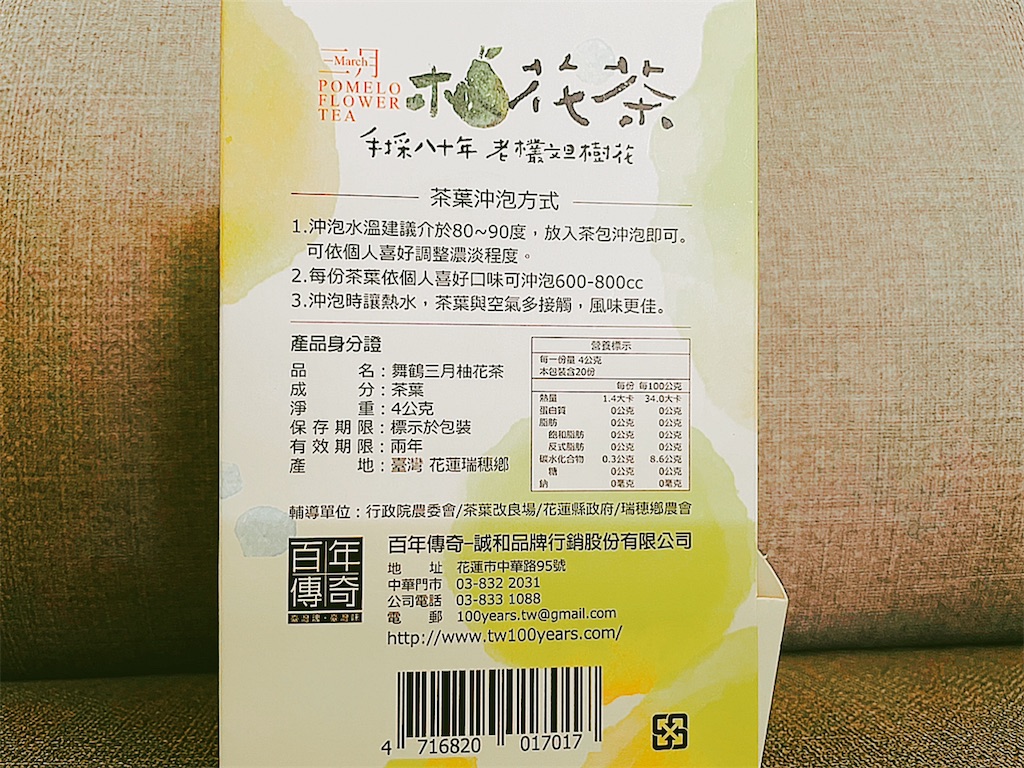 三月
March
柚花茶
POMELO
FLOWER
TEA
手採八十年 老欉文旦樹花
茶葉沖泡方式
1.沖泡水溫建議介於80~90度，放入茶包沖泡即可。
可依個人喜好調整濃淡程度。
2.每份茶葉依個人喜好口味可沖泡600-800cc
3.沖泡時讓熱水，茶葉與空氣多接觸，風味更佳。
產品身分證
品名：舞鶴三月柚花茶
成分：茶葉
淨重：4公克
保存期限：標示於包裝
有效期限：兩年
產地：臺灣 花蓮瑞穗鄉
營養標示
每一份量 4公克
本包裝含20份
每份 每100公克
熱量 1.4大卡 34.0大卡
蛋白質 0公克 0公克
脂肪 0公克 0公克
飽和脂肪 0公克 0公克
反式脂肪 0公克 0公克
碳水化合物 0.3公克 8.6公克
糖 0公克 0公克
鈉 0毫克 0毫克
輔導單位：行政院農委會/茶葉改良場/花蓮縣政府/瑞穗鄉農會
百年
傳奇
百年傳奇-誠和品牌行銷股份有限公司
地址 花蓮市中華路95號
中華門市 03-832 2031
公司電話 03-833 1088
電郵 100years.tw@gmail.com
http://www.tw100years.com/
4 716820 017017